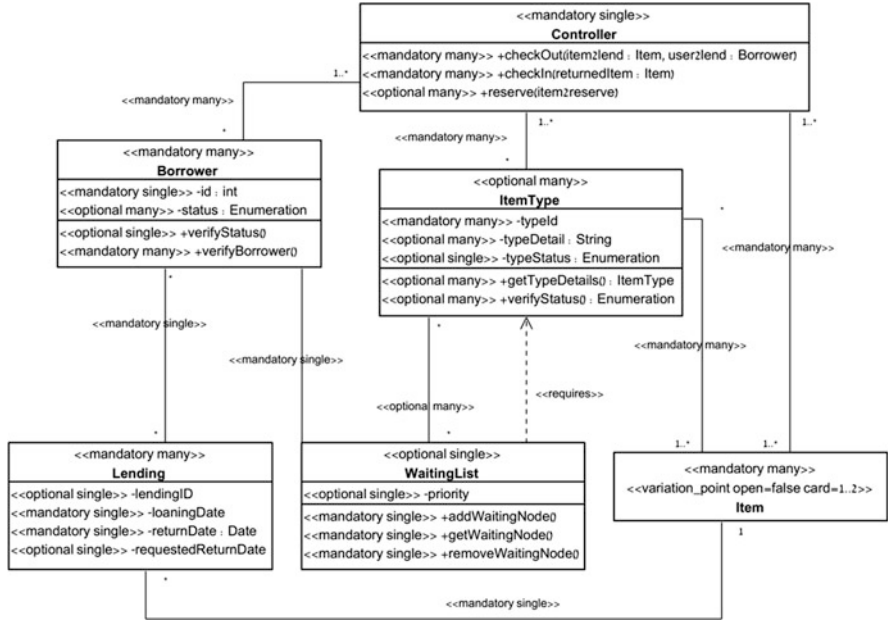 <<mandatory single>>
Controller
<<mandatory many>> +checkOut(item2lend : Item, user2lend : Borrower)
<<mandatory many>> +checkIn(returnedItem : Item)
<<optional many>> +reserve(item2reserve)
1..*
<<mandatory many>>
*
1..*
<<mandatory many>>
*
1..*
<<mandatory many>>
Borrower
<<mandatory single>> -id : int
<<optional many>> -status : Enumeration
<<optional single>> +verifyStatus()
<<mandatory many>> +verifyBorrower()
<<optional many>>
ItemType
<<mandatory many>> -typeId
<<optional many>> -typeDetail : String
<<optional single>> -typeStatus : Enumeration
<<optional many>> +getTypeDetails() : ItemType
<<optional many>> +verifyStatus() : Enumeration
*
<<mandatory many>>
*
<<mandatory single>>
*
<<mandatory single>>
*
<<optional many>>
*
<<requires>>
<<mandatory many>>
1..*
1..*
<<mandatory many>>
Lending
<<optional single>> -lendingID
<<mandatory single>> -loaningDate
<<mandatory single>> -returnDate : Date
<<optional single>> -requestedReturnDate
<<optional single>>
WaitingList
<<optional single>> -priority
<<mandatory single>> +addWaitingNode()
<<mandatory single>> +getWaitingNode()
<<mandatory single>> +removeWaitingNode()
<<mandatory many>>
<<variation_point open=false card=1..2>>
Item
*
<<mandatory single>>
1